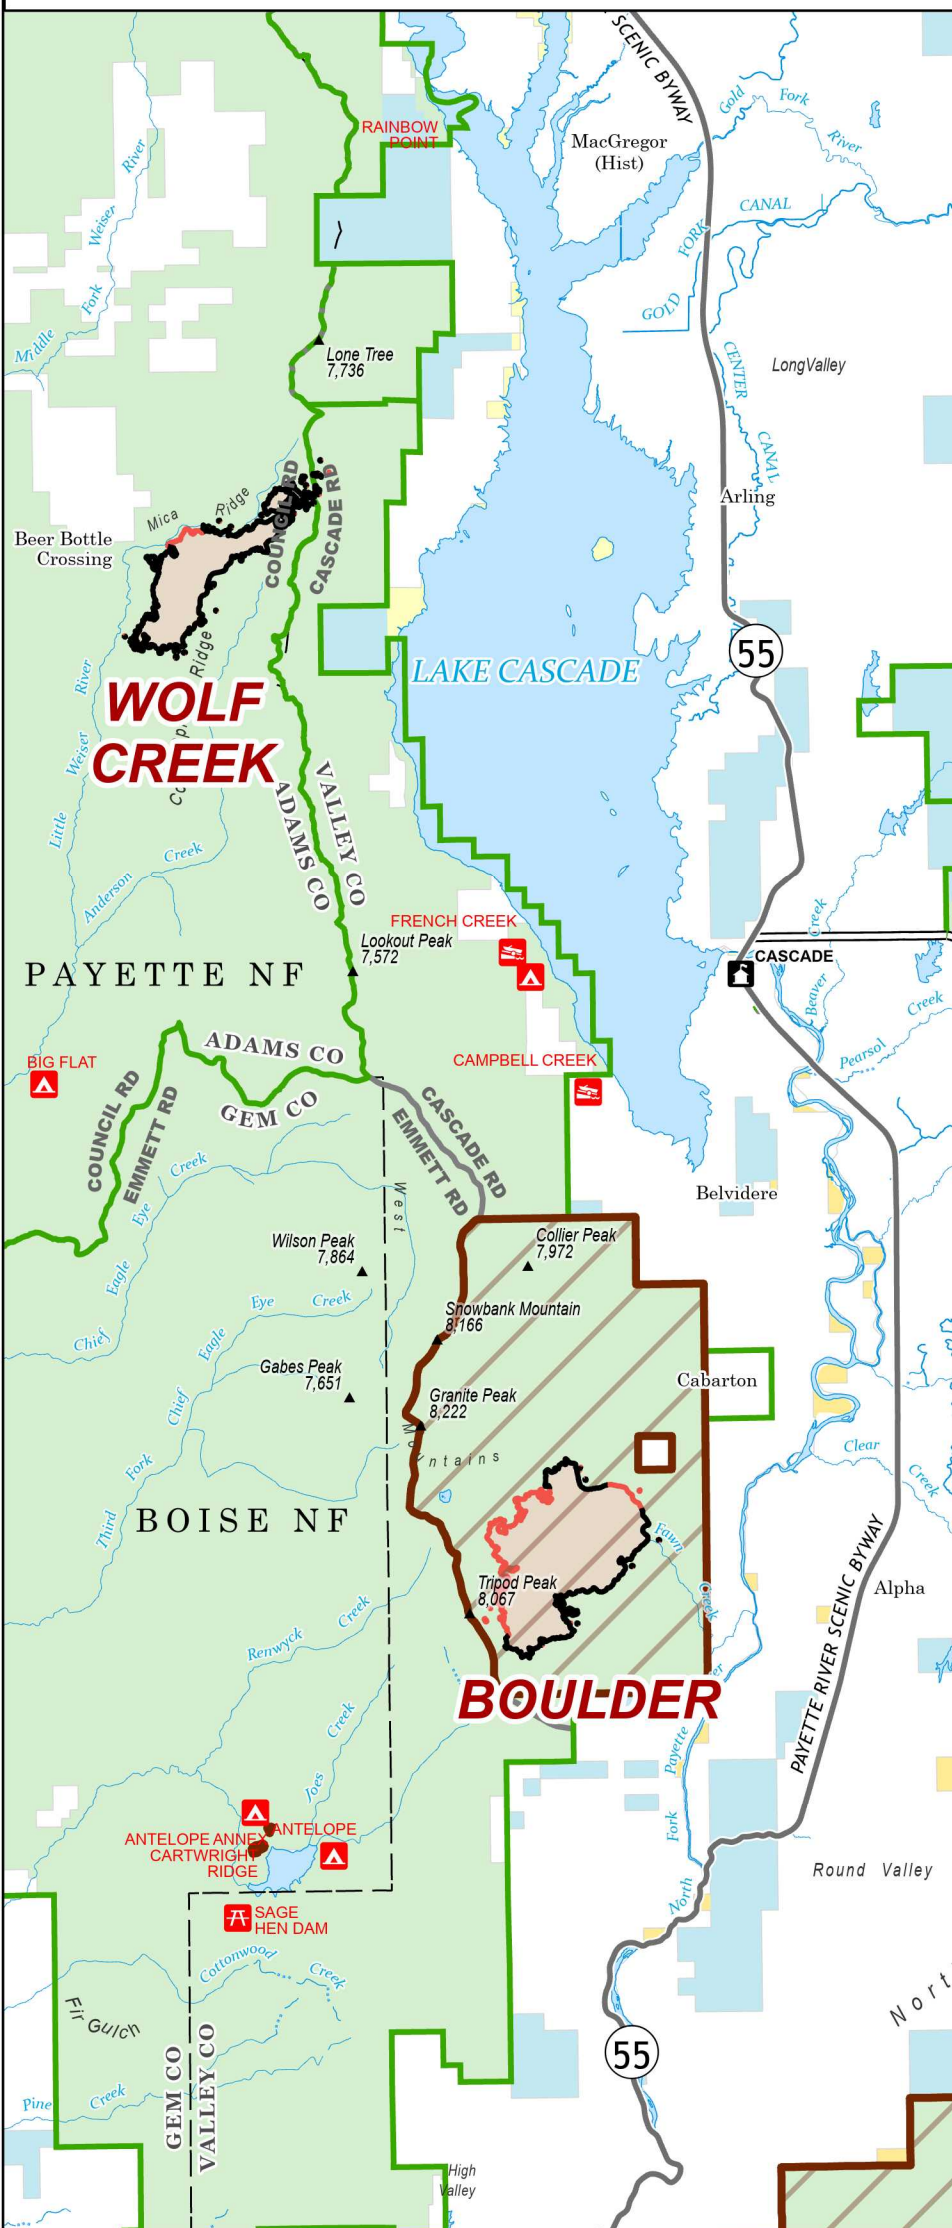 SCENIC BYWAY
Gold
Fork
River
RAINBOW
POINT
MacGregor
(Hist)
Weiser
River
Fork
Middle
CANAL
FORK
GOLD
Lone Tree
7,736
CENTER
CANAL
LongValley
Mica
Ridge
COUNCIL RD
CASCADE RD
Arling
Beer Bottle
Crossing
Ridge
55
LAKE CASCADE
WOLF
CREEK
River
Weiser
Little
VALLEY CO
ADAMS CO
Anderson
Creek
FRENCH CREEK
Lookout Peak
7,572
Creek
Beaver
CASCADE
PAYETTE NF
Creek
Pearsol
ADAMS CO
GEM CO
BIG FLAT
CAMPBELL CREEK
COUNCIL RD
EMMETT RD
CASCADE RD
EMMETT RD
Creek
Eye
Eagle
Chief
West
Belvidere
Wilson Peak
7,864
Collier Peak
7,972
Eye
Creek
Eagle
Chief
Fork
Third
Snowbank Mountain
8,166
Gabes Peak
7,651
Granite Peak
8,222
Cabarton
Mountains
Clear
Creek
BOISE NF
Fawn
Creek
Tripod Peak
8,067
Alpha
Renwyck
Creek
PAYETTE RIVER SCENIC BYWAY
BOULDER
Joes
Creek
Payette
Fork
North
ANTELOPE ANNEX
ANTELOPE
CARTWRIGHT
RIDGE
Round Valley
SAGE
HEN DAM
Cottonwood
Creek
Fir Gulch
Nort
55
GEM CO
VALLEY CO
Pine
Creek
High
Valley